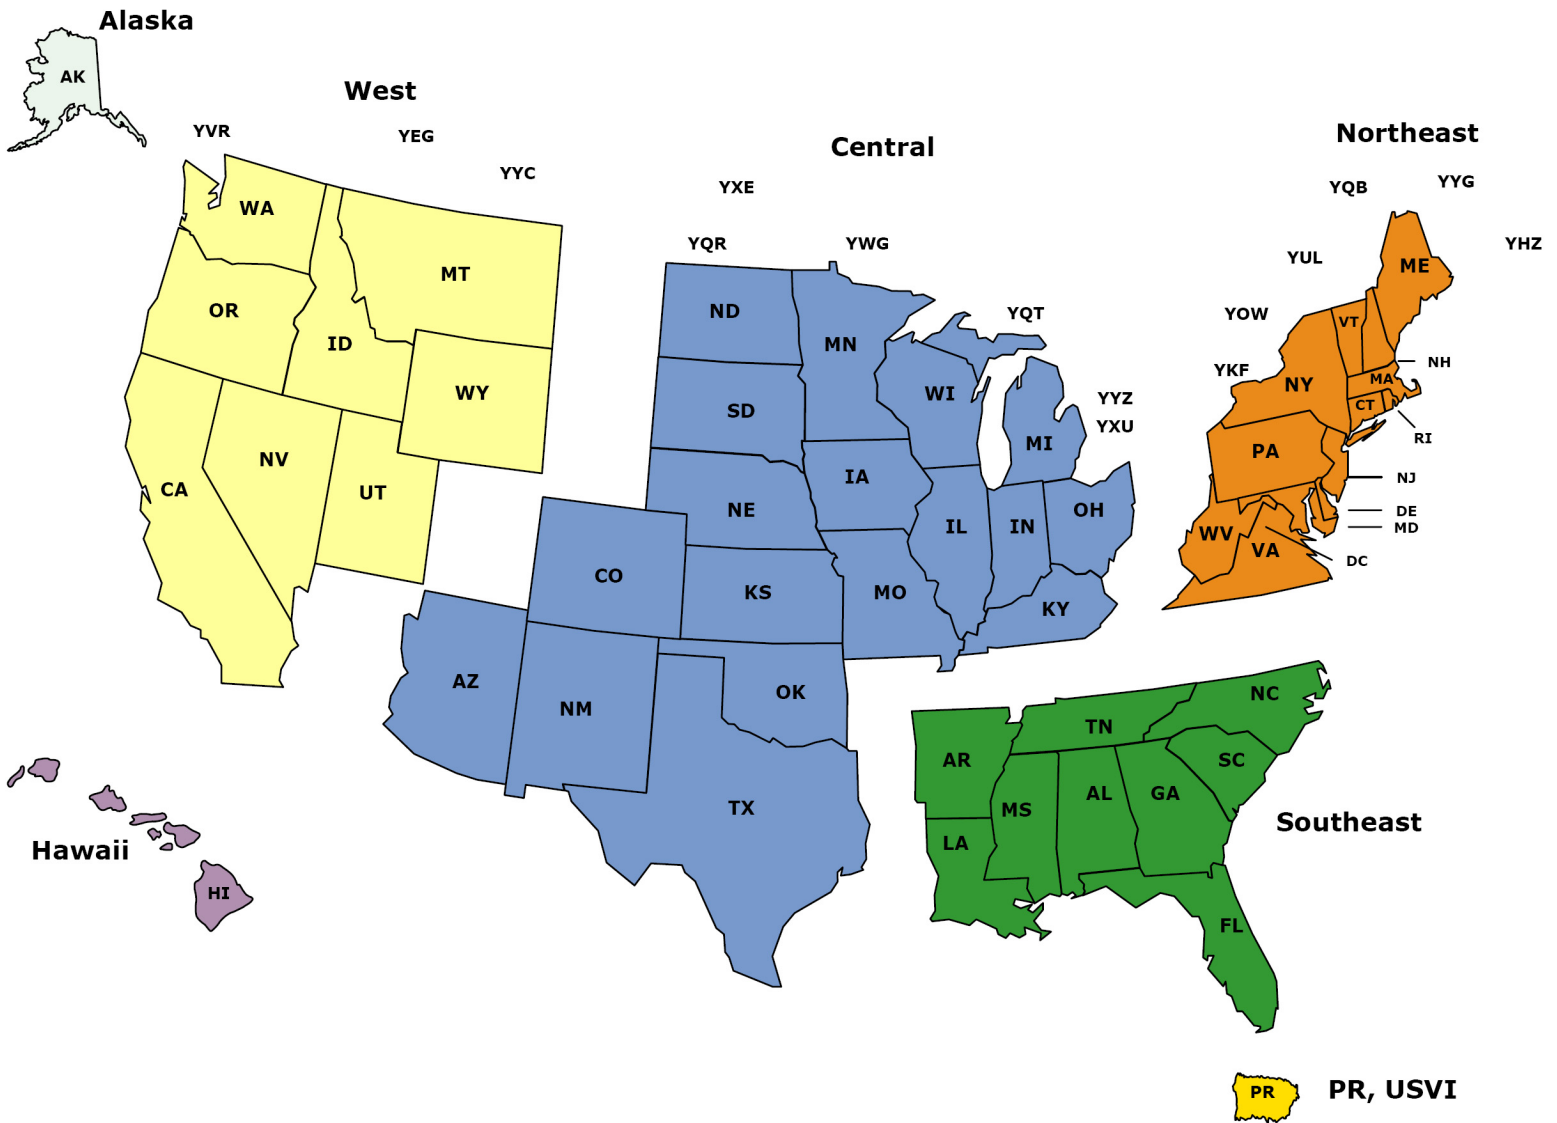 Alaska
AK
West
YVR
YEG
YYC
WA
MT
OR
ID
WY
NV
CA
UT
Central
YXE
YQR
YWG
YQT
ND
MN
WI
SD
YYZ
YXU
MI
IA
NE
IL
IN
OH
CO
KS
MO
KY
AZ
NM
OK
TX
Northeast
YQB
YYG
YUL
YHZ
ME
YOW
VT
YKF
NH
NY
MA
CT
RI
PA
NJ
DE
MD
WV
VA
DC
NC
TN
AR
SC
MS
AL
GA
LA
Southeast
FL
Hawaii
HI
PR
PR, USVI